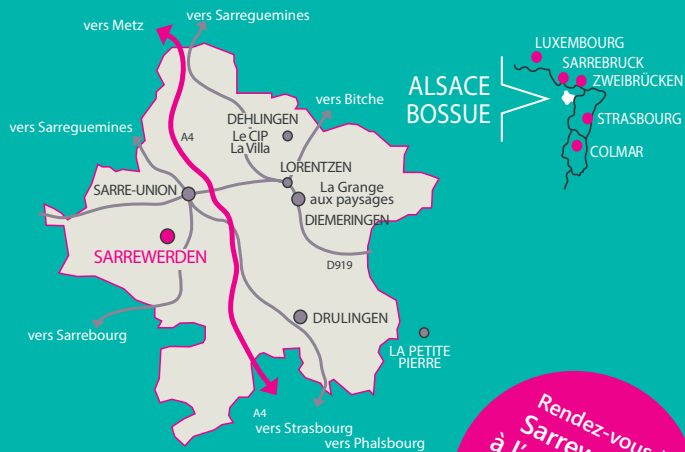 vers Metz
vers Sarreguemines
LUXEMBOURG
SARREBRUCK
ZWEIBRÜCKEN
ALSACE
BOSSUE
STRASBOURG
COLMAR
vers Bitche
DEHLINGEN
Le CIP
La Villa
vers Sarreguemines
A4
LORENTZEN
SARRE-UNION
La Grange
aux paysages
DIEMERINGEN
SARREWERDEN
D919
DRULINGEN
vers Sarrebourg
LA PETITE
PIERRE
A4
vers Strasbourg
vers Phalsbourg
Rendez-vous